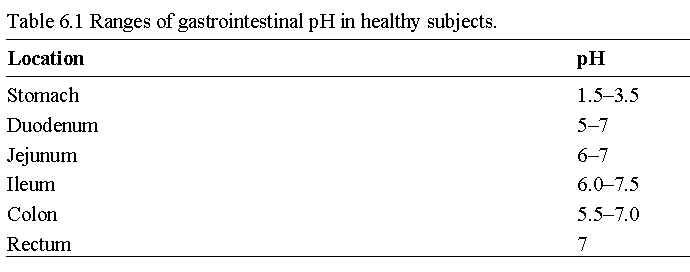 Table 6.1 Ranges of gastrointestinal pH in healthy subjects.
Location pH
Stomach 1.5–3.5
Duodenum 5–7
Jejunum 6–7
Ileum 6.0–7.5
Colon 5.5–7.0
Rectum 7